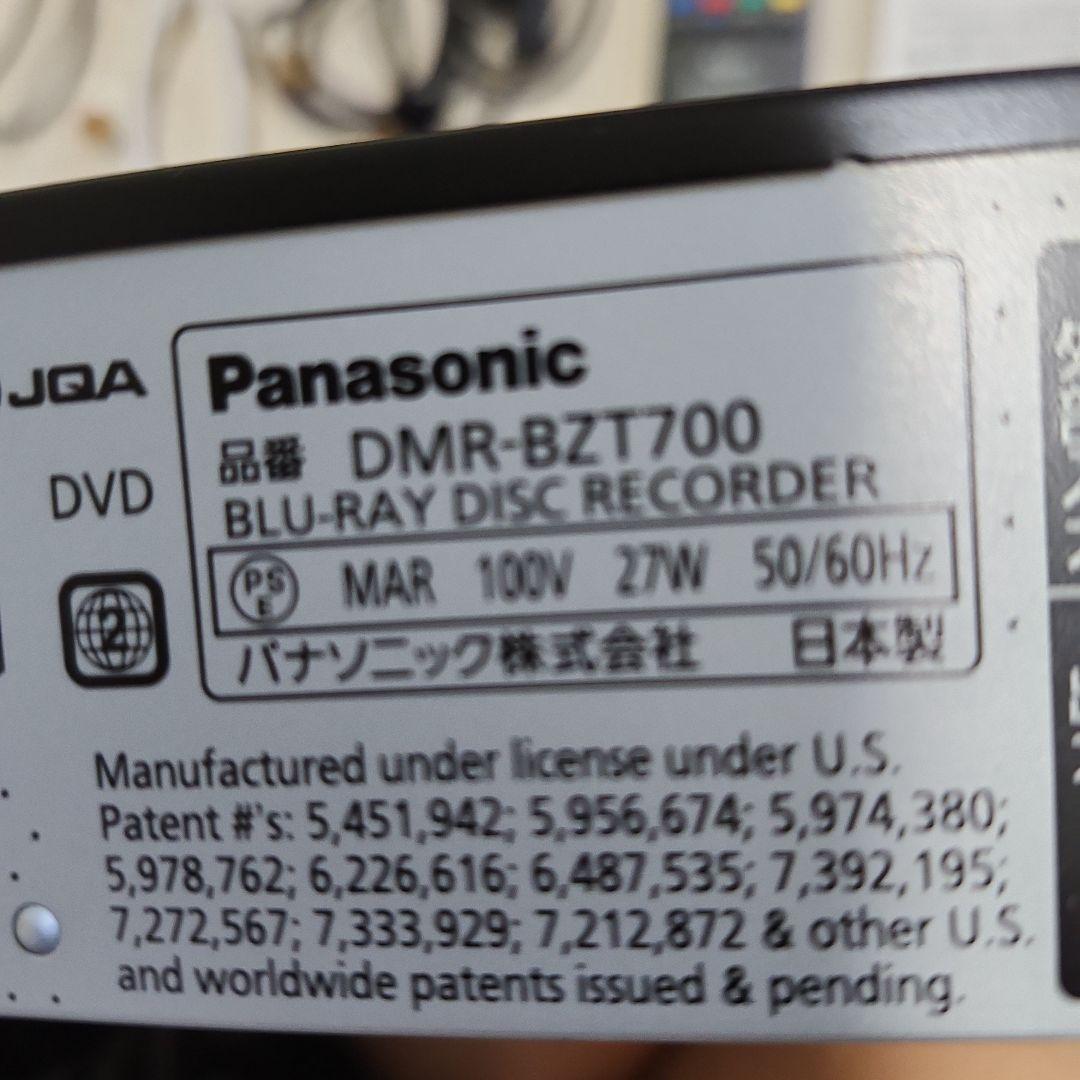 JQA
DVD
2
Panasonic
品番 DMR-BZT700
BLU-RAY DISC RECORDER
PSE MAR 100V 27W 50/60Hz
パナソニック株式会社 日本製
Manufactured under license under U.S.
Patent #'s: 5,451,942; 5,956,674; 5,974,380;
5,978,762; 6,226,616; 6,487,535; 7,392,195;
7,272,567; 7,333,929; 7,212,872 & other U.S.
and worldwide patents issued & pending.